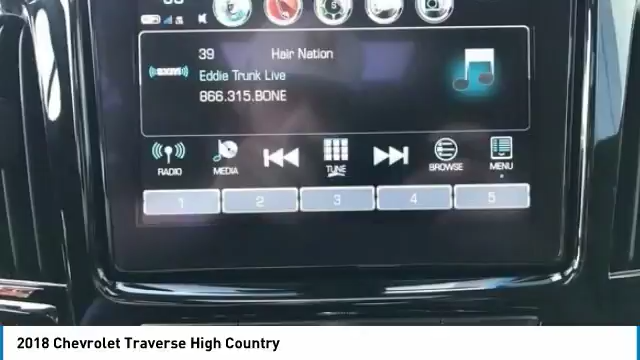 39 Hair Nation
((SXM))
Eddie Trunk Live
866.315.BONE
RADIO MEDIA TUNE BROWSE MENU
1 2 3 4 5
2018 Chevrolet Traverse High Country